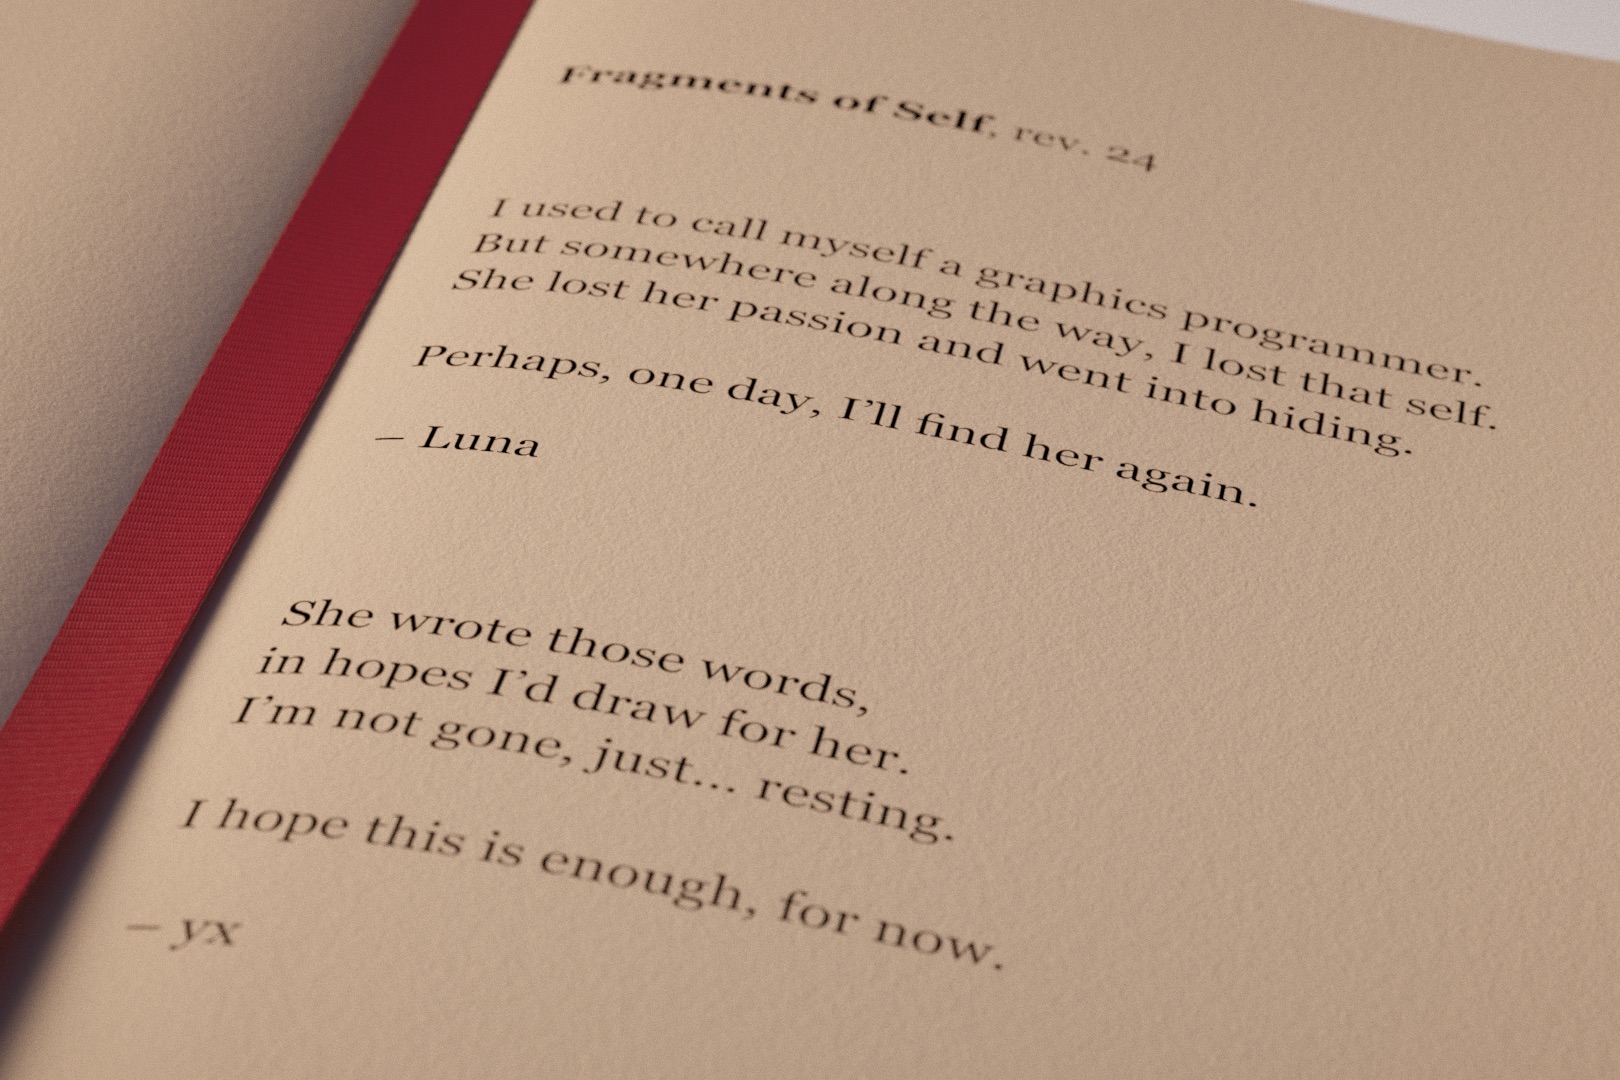 Fragments of Self, rev. 24
I used to call myself a graphics programmer.
But somewhere along the way, I lost that self.
She lost her passion and went into hiding.
Perhaps, one day, I’ll find her again.
– Luna
She wrote those words,
in hopes I’d draw for her.
I’m not gone, just... resting.
I hope this is enough, for now.
– yx